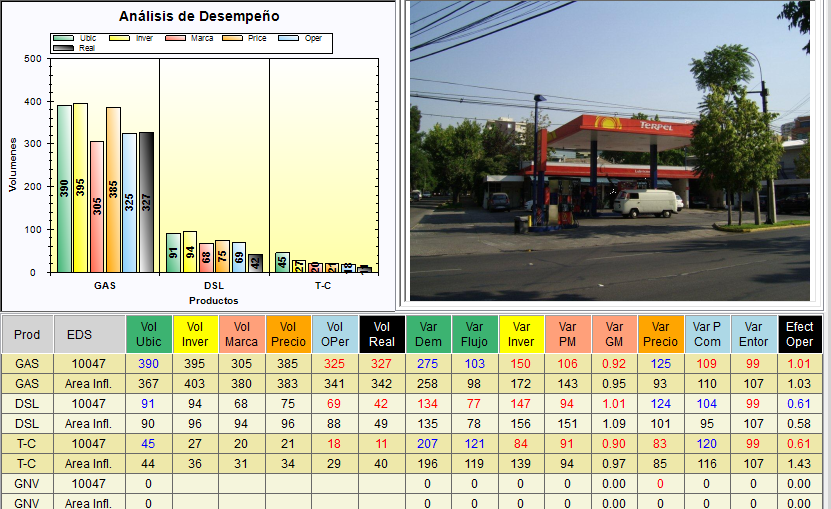 Análisis de Desempeño
Ubic Inver Marca Price Oper
Real
Volumenes
500
400
300
200
100
0
390 395 305 385 325 327
91 94 68 75 69 42
45 27 20 21 18 11
GAS DSL T-C
Productos
TERPEL
Prod EDS Vol Ubic Vol Inver Vol Marca Vol Precio Vol OPer Vol Real Var Dem Var Flujo Var Inver Var PM Var GM Var Precio Var P Com Var Entor Efect Oper
GAS 10047 390 395 305 385 325 327 275 103 150 106 0.92 125 109 99 1.01
GAS Area Infl. 367 403 380 383 341 342 258 98 172 143 0.95 93 110 107 1.03
DSL 10047 91 94 68 75 69 42 134 77 147 94 1.01 124 104 99 0.61
DSL Area Infl. 90 96 94 96 88 49 135 78 156 151 1.09 101 95 107 0.58
T-C 10047 45 27 20 21 18 11 207 121 84 91 0.90 83 120 99 0.61
T-C Area Infl. 44 36 31 34 29 40 196 119 139 94 0.97 85 116 107 1.43
GNV 10047 0 0 0 0 0 0.00 0 0 0 0.00
GNV Area Infl. 0 0 0 0 0 0.00 0 0 0 0.00